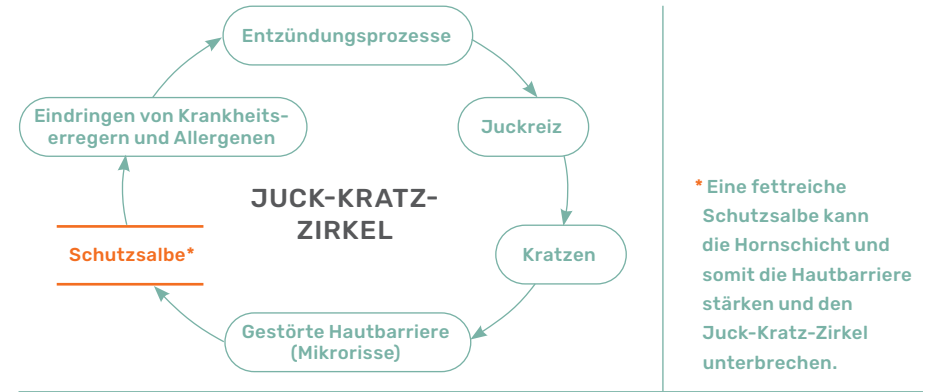 Entzündungsprozesse
Eindringen von Krankheits-
erregern und Allergenen
Juckreiz
JUCK-KRATZ-
ZIRKEL
Schutzsalbe*
Kratzen
Gestörte Hautbarriere
(Mikrorisse)
* Eine fettreiche
Schutzsalbe kann
die Hornschicht und
somit die Hautbarriere
stärken und den
Juck-Kratz-Zirkel
unterbrechen.